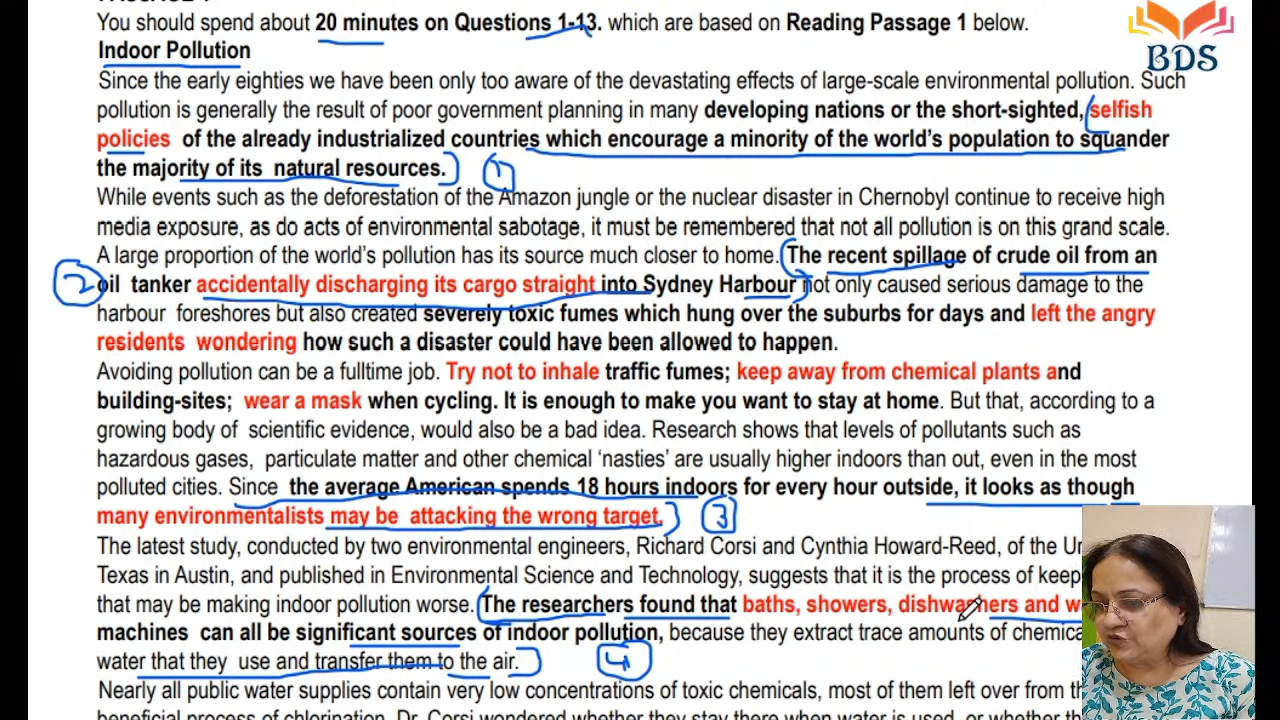 You should spend about 20 minutes on Questions 1-13. which are based on Reading Passage 1 below.
BDS
Indoor Pollution
Since the early eighties we have been only too aware of the devastating effects of large-scale environmental pollution. Such
pollution is generally the result of poor government planning in many developing nations or the short-sighted, selfish
policies of the already industrialized countries which encourage a minority of the world's population to squander
the majority of its natural resources. 1
While events such as the deforestation of the Amazon jungle or the nuclear disaster in Chernobyl continue to receive high
media exposure, as do acts of environmental sabotage, it must be remembered that not all pollution is on this grand scale.
A large proportion of the world's pollution has its source much closer to home. The recent spillage of crude oil from an
2 oil tanker accidentally discharging its cargo straight into Sydney Harbour not only caused serious damage to the
harbour foreshores but also created severely toxic fumes which hung over the suburbs for days and left the angry
residents wondering how such a disaster could have been allowed to happen.
Avoiding pollution can be a fulltime job. Try not to inhale traffic fumes; keep away from chemical plants and
building-sites; wear a mask when cycling. It is enough to make you want to stay at home. But that, according to a
growing body of scientific evidence, would also be a bad idea. Research shows that levels of pollutants such as
hazardous gases, particulate matter and other chemical 'nasties' are usually higher indoors than out, even in the most
polluted cities. Since the average American spends 18 hours indoors for every hour outside, it looks as though
many environmentalists may be attacking the wrong target. 3
The latest study, conducted by two environmental engineers, Richard Corsi and Cynthia Howard-Reed, of the
Texas in Austin, and published in Environmental Science and Technology, suggests that it is the process of
that may be making indoor pollution worse. The researchers found that baths, showers, dishwashers and
machines can all be significant sources of indoor pollution, because they extract trace amounts of
water that they use and transfer them to the air. 4
Nearly all public water supplies contain very low concentrations of toxic chemicals, most of them left over from
beneficial process of chlorination. Dr. Corsi wondered whether they stay there when water is used, or whether